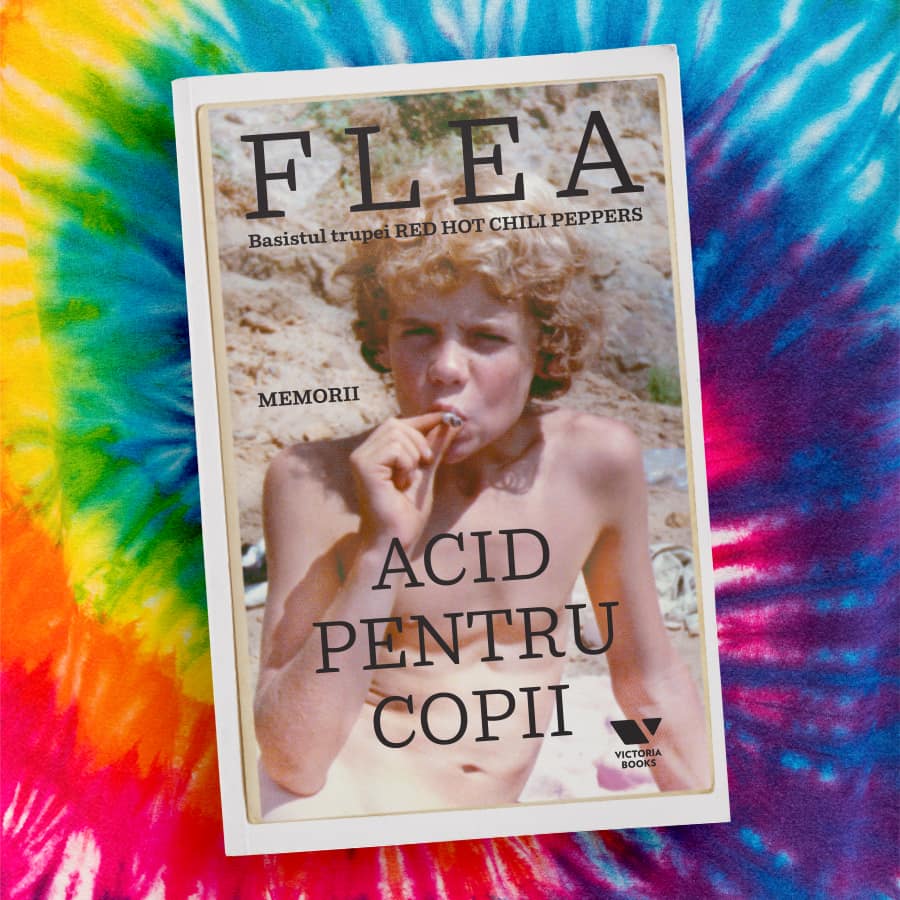 FLEA
Basistul trupei RED HOT CHILI PEPPERS
MEMORII
ACID
PENTRU
COPII
VICTORIA
BOOKS